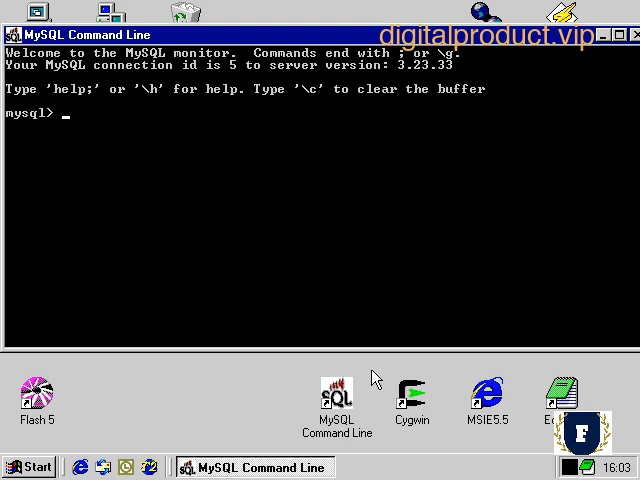 MySQL Command Line
digitalproduct.vip
Welcome to the MySQL monitor.  Commands end with ; or \g.
Your MySQL connection id is 5 to server version: 3.23.33
Type 'help;' or '\h' for help. Type '\c' to clear the buffer
mysql> _
Flash 5
MySQL
Command Line
Cygwin
MSIE5.5
F
Start
MySQL Command Line
16:03